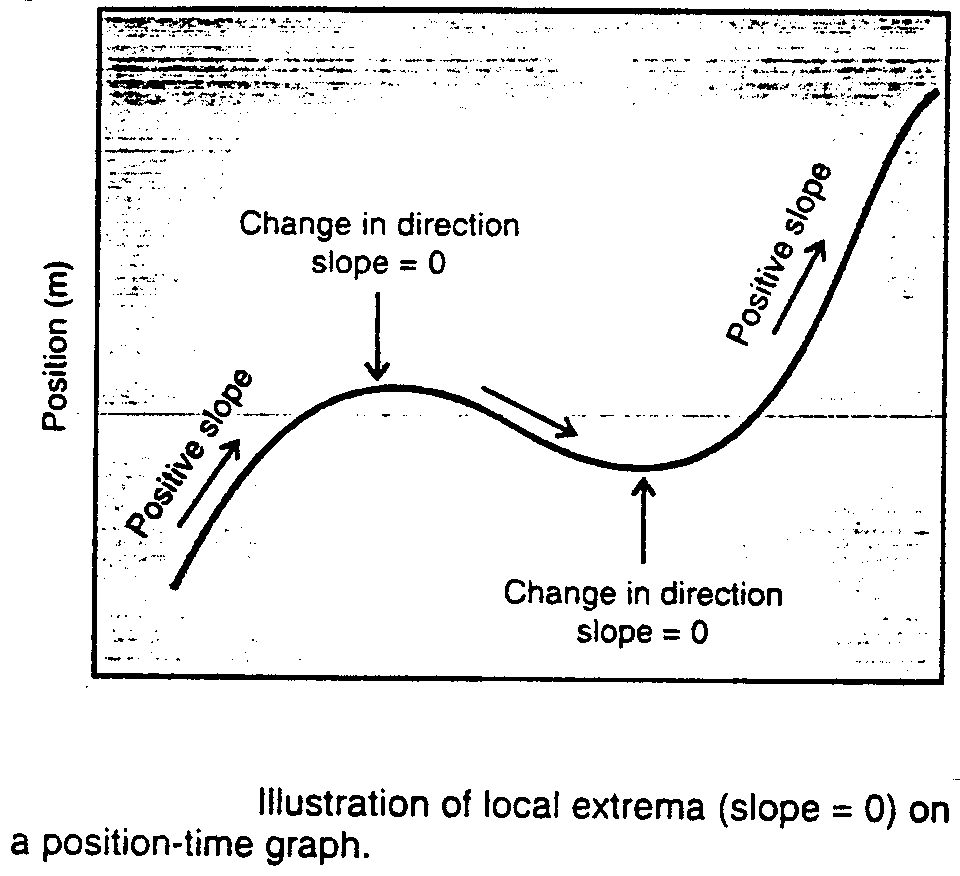 Change in direction
slope = 0
Positive slope
Position (m)
Positive slope
Change in direction
slope = 0
Illustration of local extrema (slope = 0) on
a position-time graph.